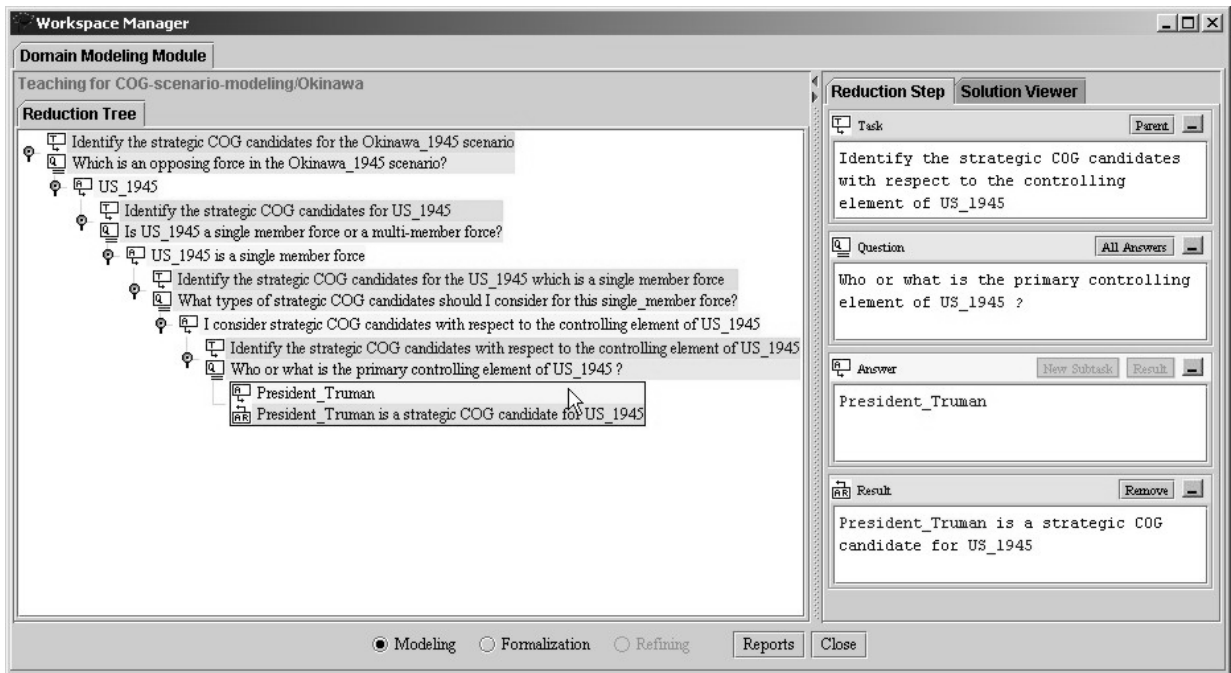 Workspace Manager
Domain Modeling Module
Teaching for COG-scenario-modeling/Okinawa
Reduction Tree
T Identify the strategic COG candidates for the Okinawa_1945 scenario
Q Which is an opposing force in the Okinawa_1945 scenario?
A US_1945
T Identify the strategic COG candidates for US_1945
Q Is US_1945 a single member force or a multi-member force?
A US_1945 is a single member force
T Identify the strategic COG candidates for the US_1945 which is a single member force
Q What types of strategic COG candidates should I consider for this single_member force?
A I consider strategic COG candidates with respect to the controlling element of US_1945
T Identify the strategic COG candidates with respect to the controlling element of US_1945
Q Who or what is the primary controlling element of US_1945 ?
A President_Truman
AR President_Truman is a strategic COG candidate for US_1945
Reduction Step Solution Viewer
T Task Parent
Identify the strategic COG candidates
with respect to the controlling
element of US_1945
Q Question All Answers
Who or what is the primary controlling
element of US_1945 ?
A Answer New Subtask Result
President_Truman
AR Result Remove
President_Truman is a strategic COG
candidate for US_1945
Modeling Formalization Refining Reports Close